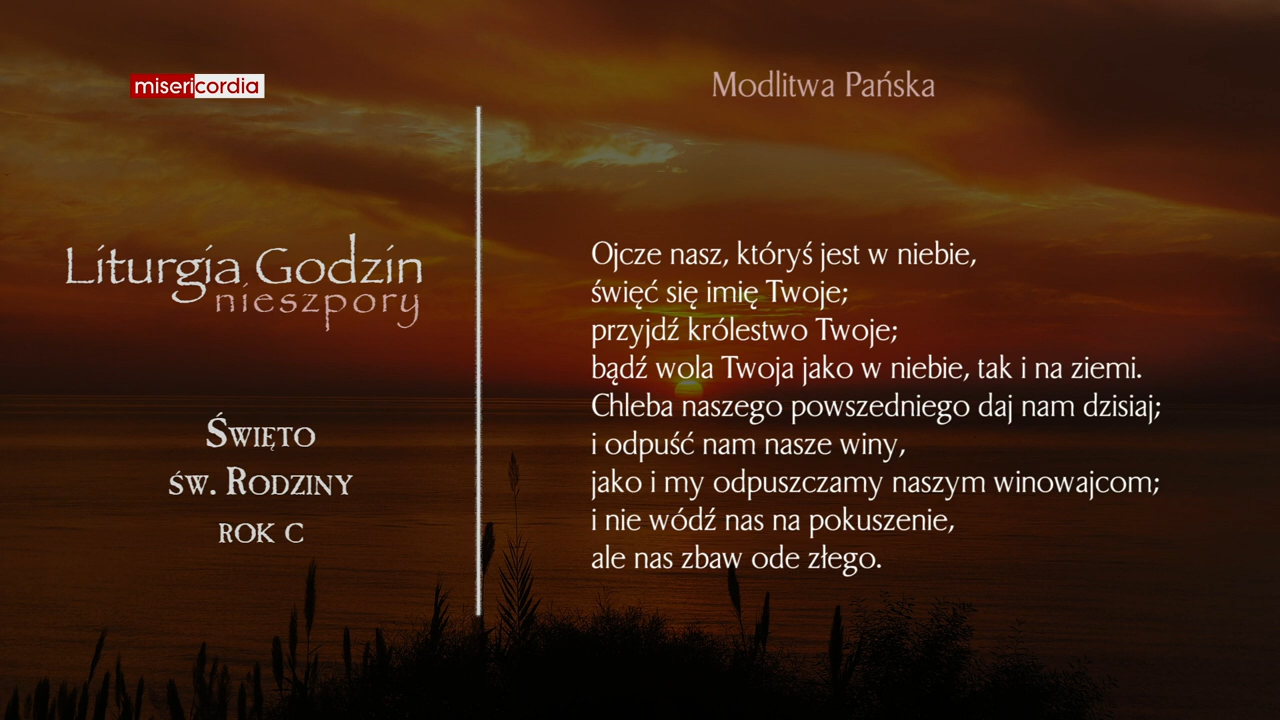 misericordia
Liturgia Godzin
nieszpory
Święto
św. Rodziny
rok C
Modlitwa Pańska
Ojcze nasz, któryś jest w niebie,
święć się imię Twoje;
przyjdź królestwo Twoje;
bądź wola Twoja jako w niebie, tak i na ziemi.
Chleba naszego powszedniego daj nam dzisiaj;
i odpuść nam nasze winy,
jako i my odpuszczamy naszym winowajcom;
i nie wódź nas na pokuszenie,
ale nas zbaw ode złego.